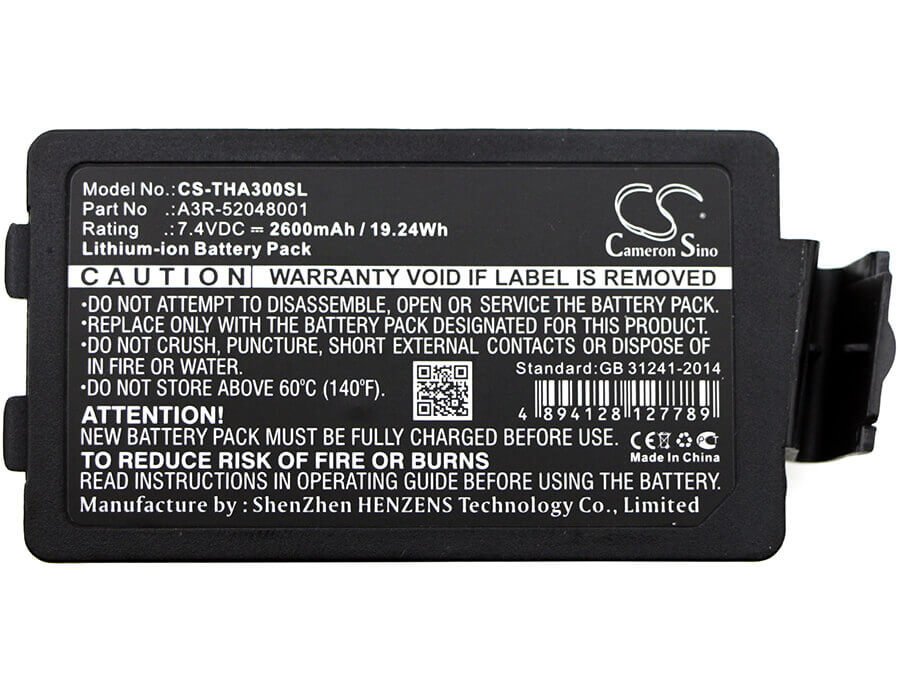 Model No.:CS-THA300SL
Part No .:A3R-52048001
Rating .:7.4VDC ⎓ 2600mAh / 19.24Wh
Lithium-ion Battery Pack
CS
Cameron Sino
CAUTION WARRANTY VOID IF LABEL IS REMOVED
•DO NOT ATTEMPT TO DISASSEMBLE, OPEN OR SERVICE THE BATTERY PACK.
•REPLACE ONLY WITH THE BATTERY PACK DESIGNATED FOR THIS PRODUCT.
•DO NOT CRUSH, PUNCTURE, SHORT EXTERNAL CONTACTS OR DISPOSE OF
IN FIRE OR WATER.
Standard:GB 31241-2014
•DO NOT STORE ABOVE 60℃ (140℉).
4 894128 127789
ATTENTION!
NEW BATTERY PACK MUST BE FULLY CHARGED BEFORE USE.
CE
Made In China
TO REDUCE RISK OF FIRE OR BURNS
READ INSTRUCTIONS IN OPERATING GUIDE BEFORE USING THE BATTERY.
Manufacture by : ShenZhen HENZENS Technology Co., Limited